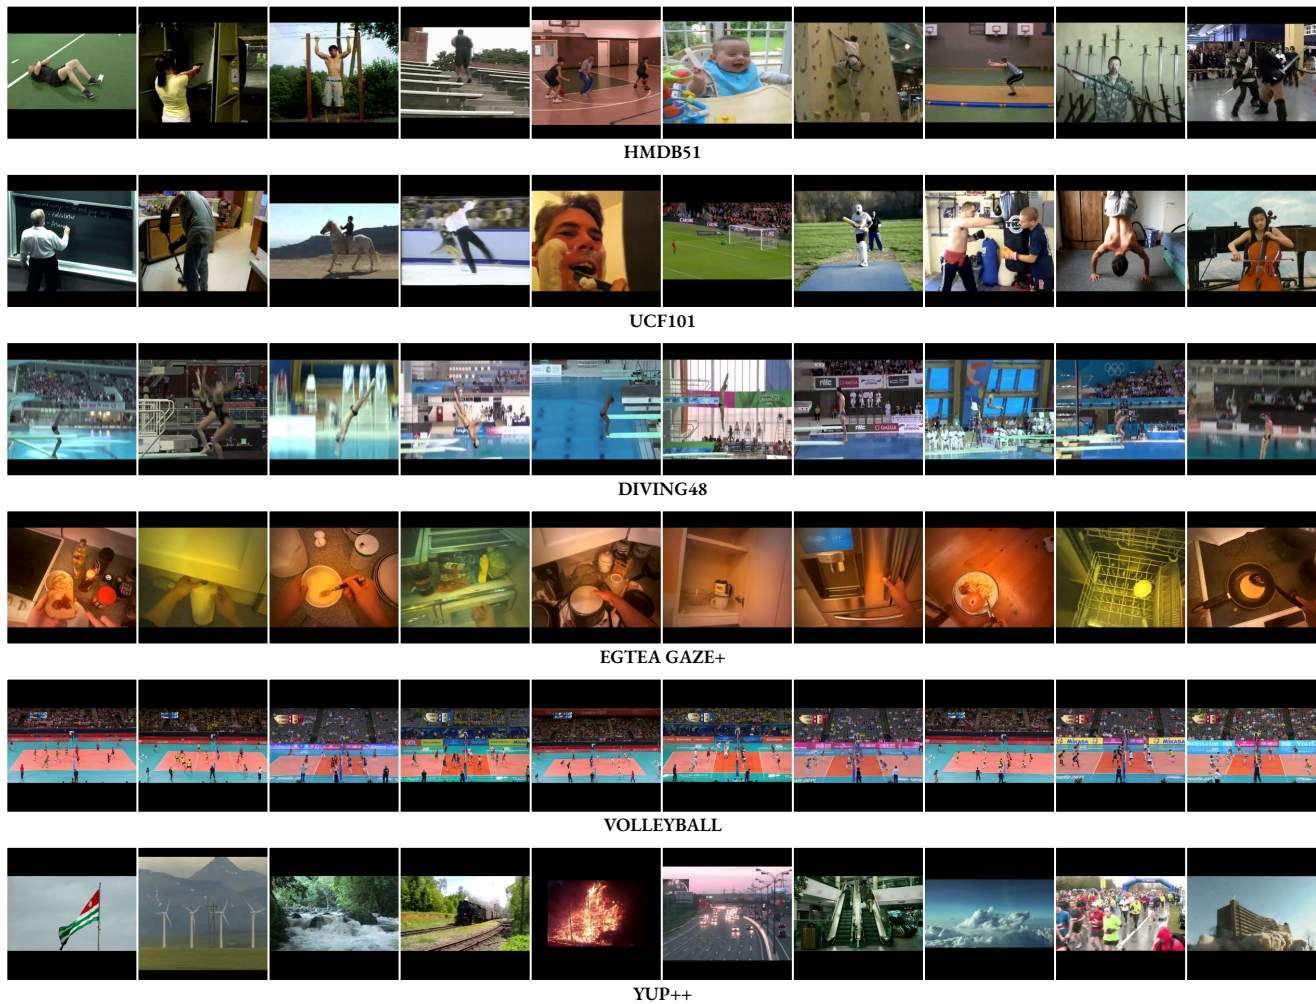 HMDB51
UCF101
DIVING48
EGTEA GAZE+
VOLLEYBALL
YUP++